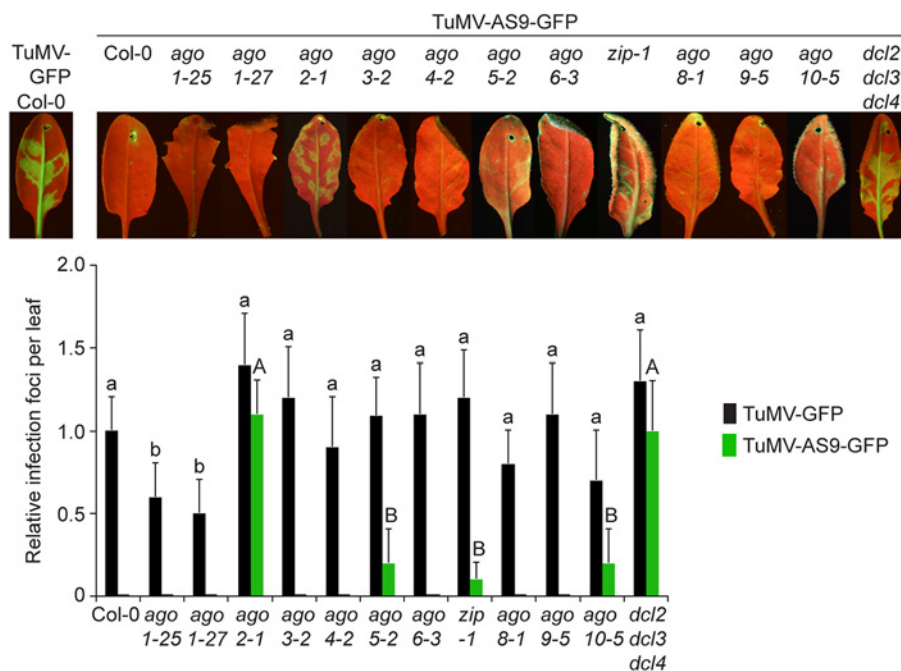 TuMV-AS9-GFP
TuMV-
GFP
Col-0
Col-0 ago ago ago ago ago ago ago zip-1 ago ago ago dcl2
1-25 1-27 2-1 3-2 4-2 5-2 6-3 8-1 9-5 10-5 dcl3
dcl4
Relative infection foci per leaf
2.0
1.5
1.0
0.5
0
a
b
b
a
A
a
a
a
B
a
a
B
a
a
a
B
a
A
TuMV-GFP
TuMV-AS9-GFP
Col-0 ago ago ago ago ago ago ago zip ago ago ago dcl2
1-25 1-27 2-1 3-2 4-2 5-2 6-3 -1 8-1 9-5 10-5 dcl3
dcl4